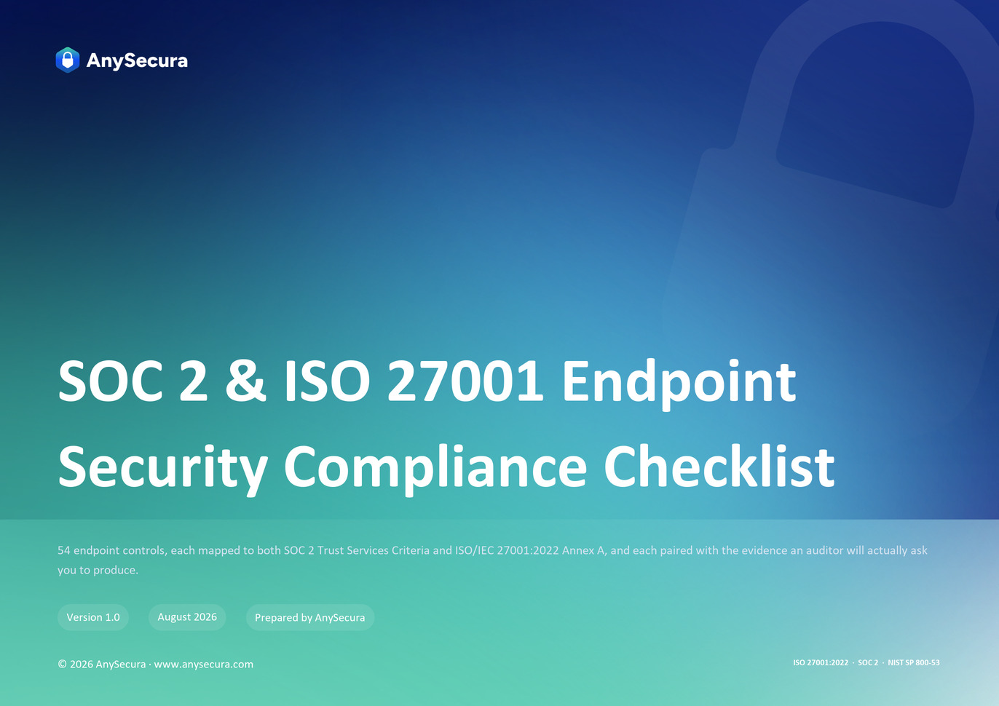 AnySecura
SOC 2 & ISO 27001 Endpoint
Security Compliance Checklist
54 endpoint controls, each mapped to both SOC 2 Trust Services Criteria and ISO/IEC 27001:2022 Annex A, and each paired with the evidence an auditor will actually ask
you to produce.
Version 1.0
August 2026
Prepared by AnySecura
© 2026 AnySecura · www.anysecura.com
ISO 27001:2022 · SOC 2 · NIST SP 800-53